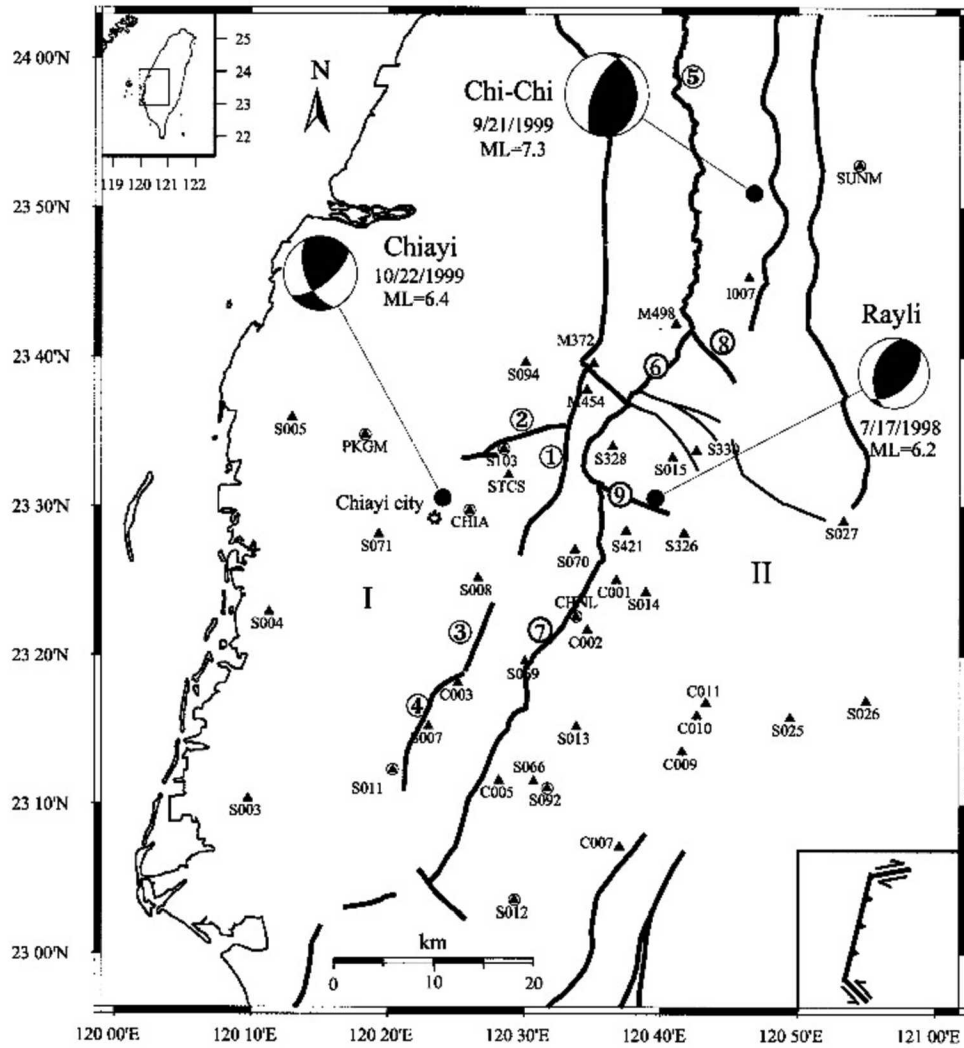 24 00'N
23 50'N
23 40'N
23 30'N
23 20'N
23 10'N
23 00'N
25
24
23
22
119 120 121 122
N
Chi-Chi
9/21/1999
ML=7.3
5
SUNM
Chiayi
10/22/1999
ML=6.4
I007
M498
Rayli
7/17/1998
ML=6.2
M372
8
6
S094
M454
S005
2
PKGM
S103
1
STCS
S328
S015
S330
Chiayi city
CHIA
9
S027
S071
S070
S421
S326
II
S008
C001
S014
I
CHNL
S004
3
7
C002
S069
C003
4
S007
C011
C010
S026
S025
S013
C009
S011
S066
C005
S092
S003
C007
S012
km
0 10 20
120 00'E 120 10'E 120 20'E 120 30'E 120 40'E 120 50'E 121 00'E